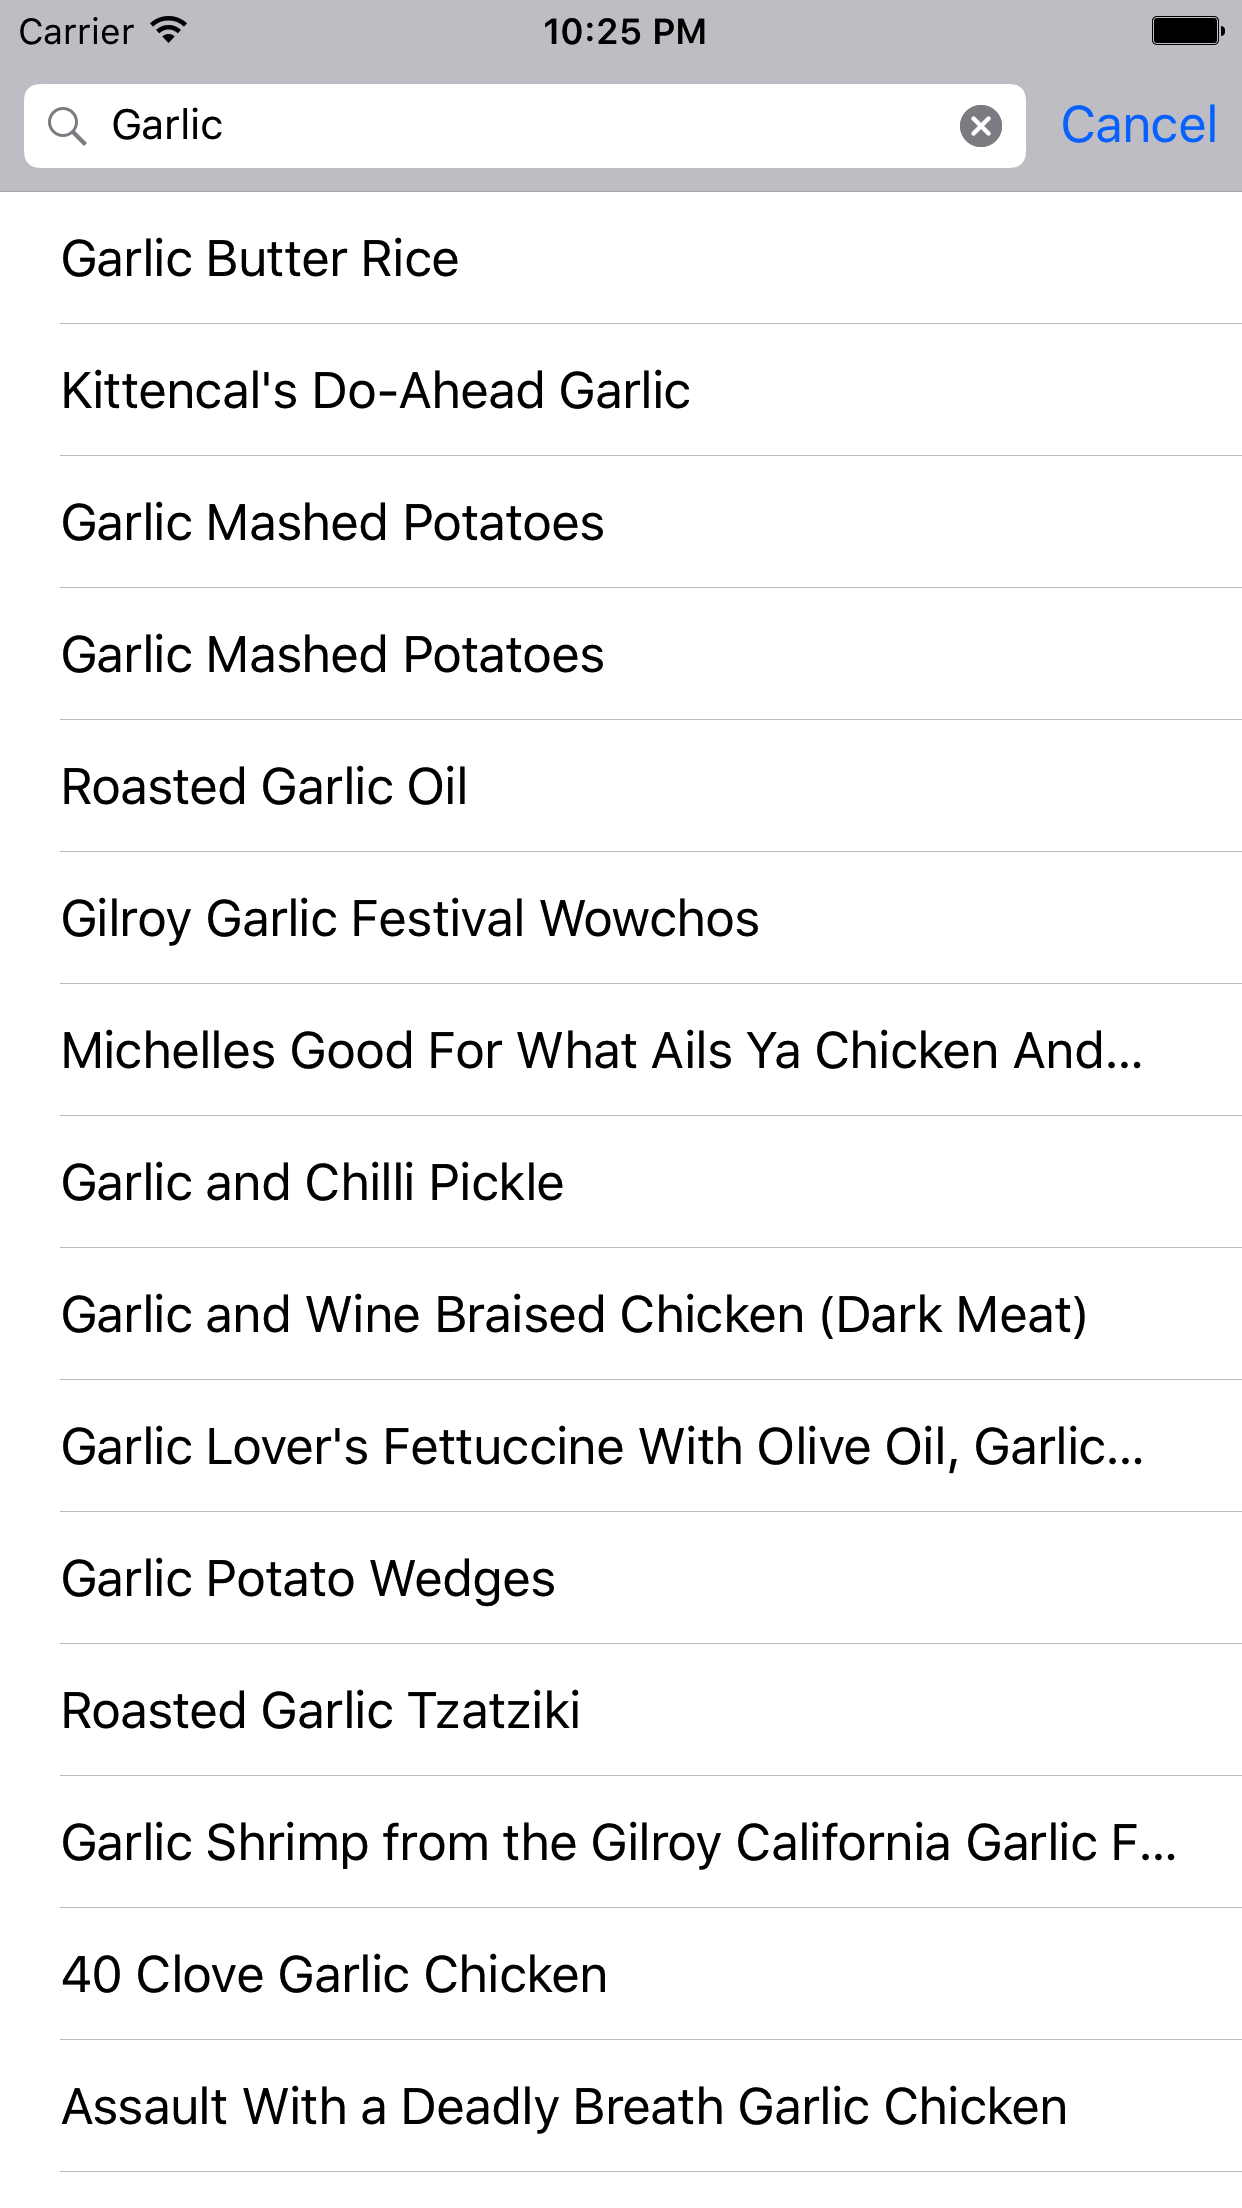 Carrier 10:25 PM
Garlic Cancel
Garlic Butter Rice
Kittencal's Do-Ahead Garlic
Garlic Mashed Potatoes
Garlic Mashed Potatoes
Roasted Garlic Oil
Gilroy Garlic Festival Wowchos
Michelles Good For What Ails Ya Chicken And...
Garlic and Chilli Pickle
Garlic and Wine Braised Chicken (Dark Meat)
Garlic Lover's Fettuccine With Olive Oil, Garlic...
Garlic Potato Wedges
Roasted Garlic Tzatziki
Garlic Shrimp from the Gilroy California Garlic F...
40 Clove Garlic Chicken
Assault With a Deadly Breath Garlic Chicken